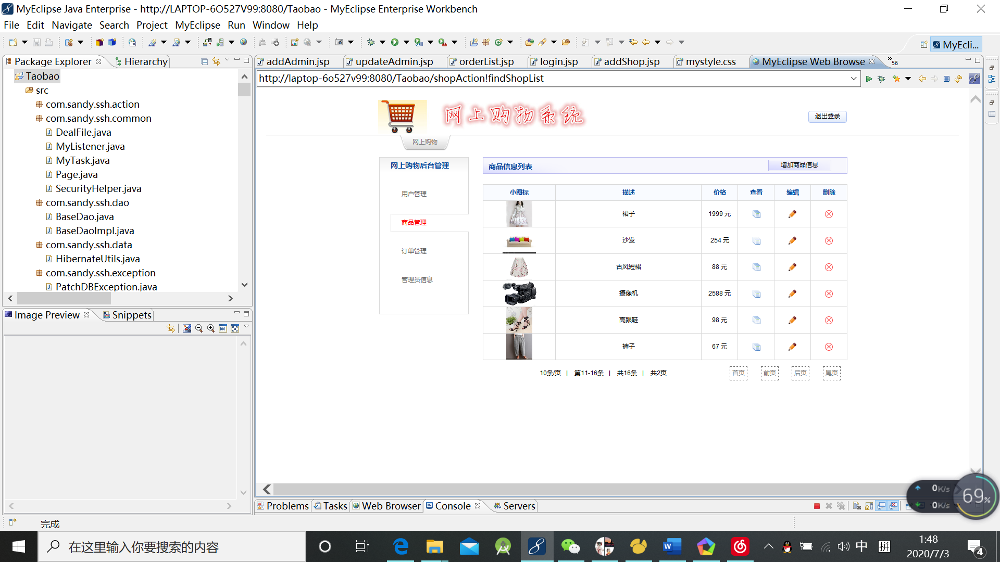 MyEclipse Java Enterprise - http://LAPTOP-6O527V99:8080/Taobao - MyEclipse Enterprise Workbench
File Edit Navigate Search Project MyEclipse Run Window Help
MyEcli...
Package Explorer Hierarchy
addAdmin.jsp updateAdmin.jsp orderList.jsp login.jsp addShop.jsp mystyle.css MyEclipse Web Browse »56
http://laptop-6o527v99:8080/Taobao/shopAction!findShopList
Taobao
src
com.sandy.ssh.action
com.sandy.ssh.common
DealFile.java
MyListener.java
MyTask.java
Page.java
SecurityHelper.java
com.sandy.ssh.dao
BaseDao.java
BaseDaoImpl.java
com.sandy.ssh.data
HibernateUtils.java
com.sandy.ssh.exception
PatchDBException.java
Image Preview Snippets
网上购物系统
退出登录
网上购物
网上购物后台管理
用户管理
商品管理
订单管理
管理员信息
商品信息列表 增加商品信息
小图标 描述 价格 查看 编辑 删除
裙子 1999 元
沙发 254 元
古风短裙 88 元
摄像机 2588 元
高跟鞋 98 元
裤子 67 元
10条/页 | 第11-16条 | 共16条 | 共2页 首页 前页 后页 尾页
Problems Tasks Web Browser Console Servers
0K/s
0K/s
69%
完成
在这里输入你要搜索的内容
中 拼
1:48
2020/7/3
4